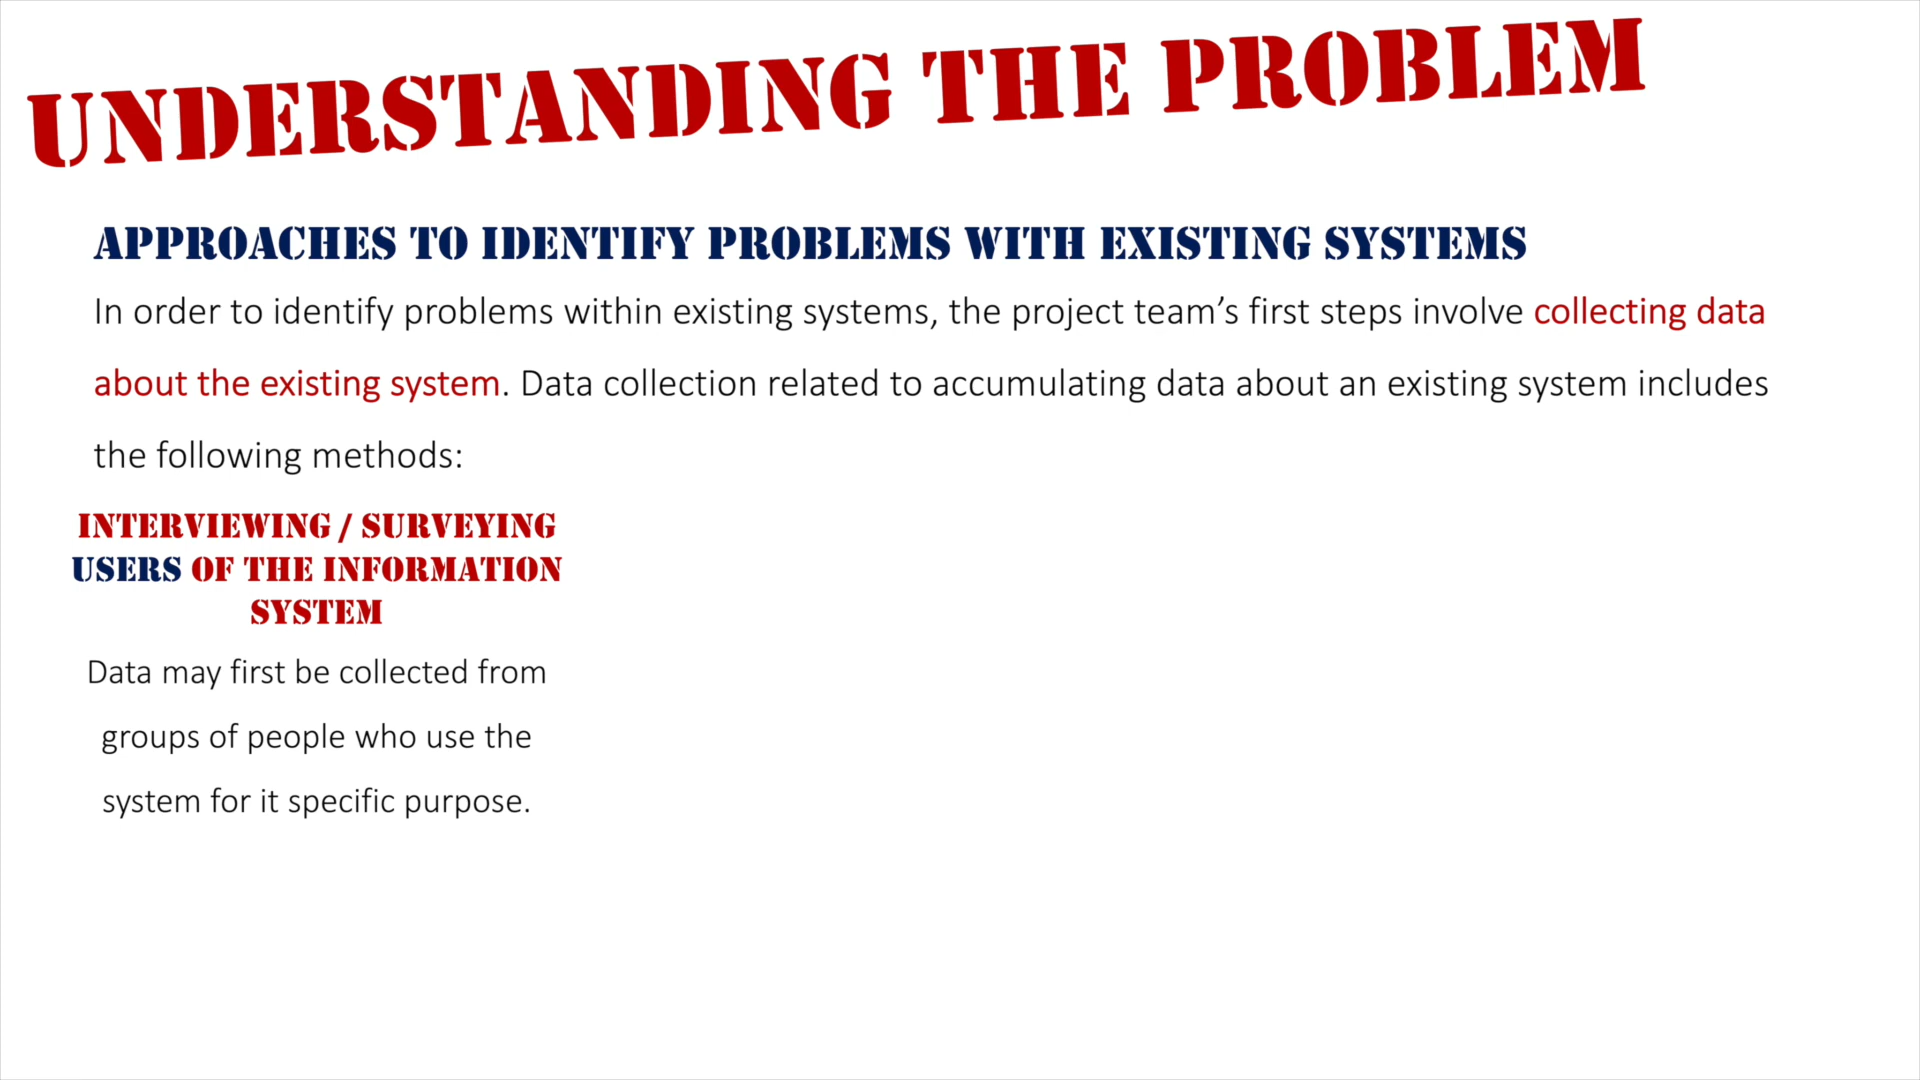 UNDERSTANDING THE PROBLEM
APPROACHES TO IDENTIFY PROBLEMS WITH EXISTING SYSTEMS
In order to identify problems within existing systems, the project team’s first steps involve collecting data
about the existing system. Data collection related to accumulating data about an existing system includes
the following methods:
INTERVIEWING / SURVEYING
USERS OF THE INFORMATION
SYSTEM
Data may first be collected from
groups of people who use the
system for it specific purpose.